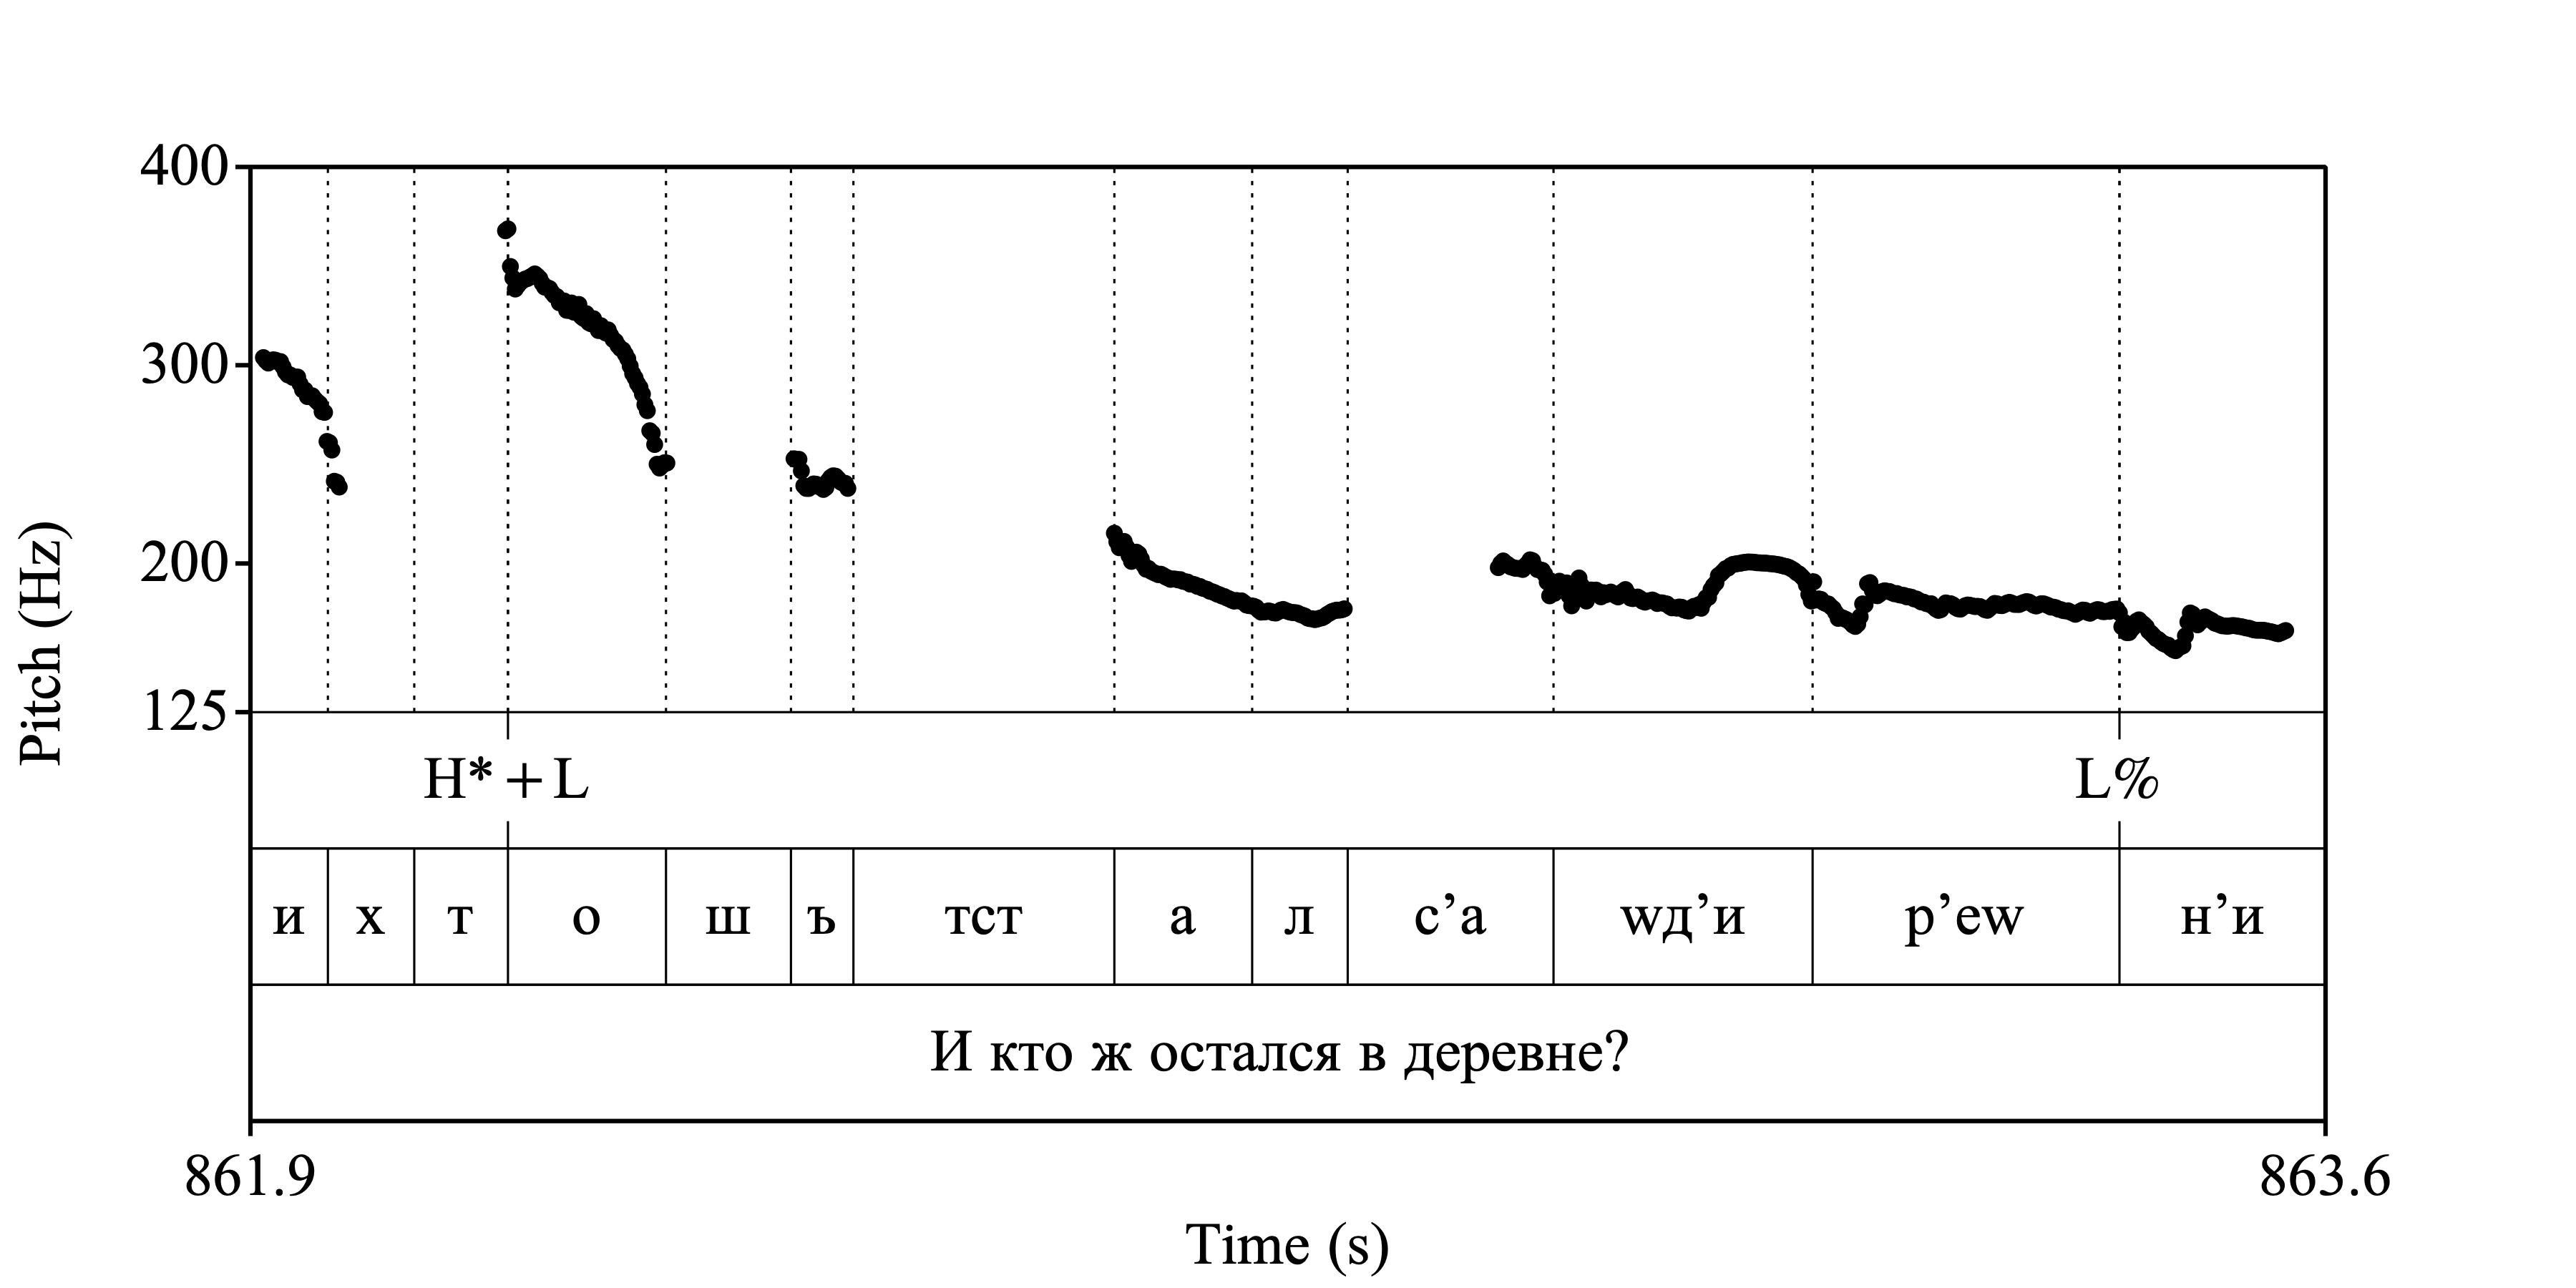 400
300
200
125
Pitch (Hz)
H* + L L%
и х т о ш ъ тст а л с’а wд’и р’еw н’и
И кто ж остался в деревне?
861.9 863.6
Time (s)